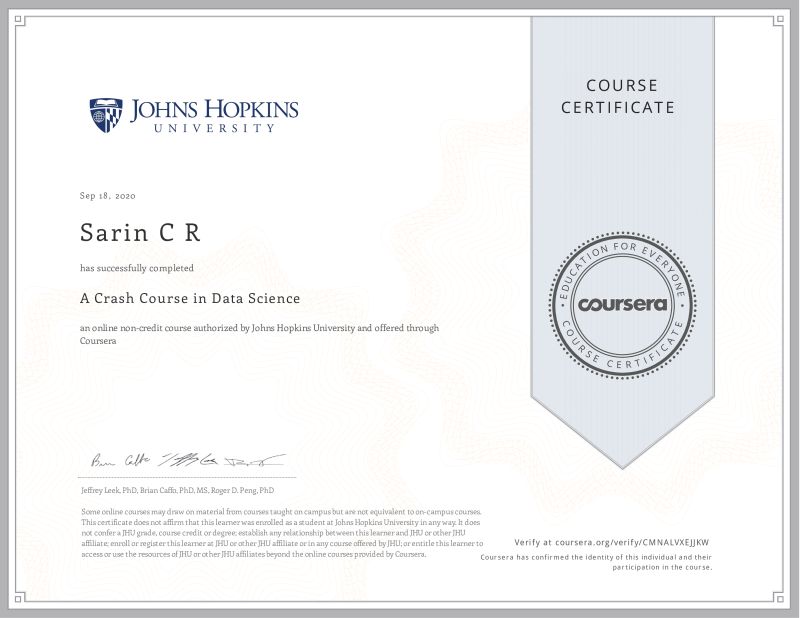 JOHNS HOPKINS
UNIVERSITY
COURSE
CERTIFICATE
Sep 18, 2020
Sarin C R
has successfully completed
A Crash Course in Data Science
an online non-credit course authorized by Johns Hopkins University and offered through
Coursera
EDUCATION FOR EVERYONE
coursera
COURSE CERTIFICATE
Jeffrey Leek, PhD, Brian Caffo, PhD, MS, Roger D. Peng, PhD
Some online courses may draw on material from courses taught on campus but are not equivalent to on-campus courses.
This certificate does not affirm that this learner was enrolled as a student at Johns Hopkins University in any way. It does
not confer a JHU grade, course credit or degree; establish any relationship between this learner and JHU or other JHU
affiliate; enroll or register this learner at JHU or other JHU affiliate or in any course offered by JHU; or entitle this learner to
access or use the resources of JHU or other JHU affiliates beyond the online courses provided by Coursera.
Verify at coursera.org/verify/CMNALVXEJJKW
Coursera has confirmed the identity of this individual and their
participation in the course.